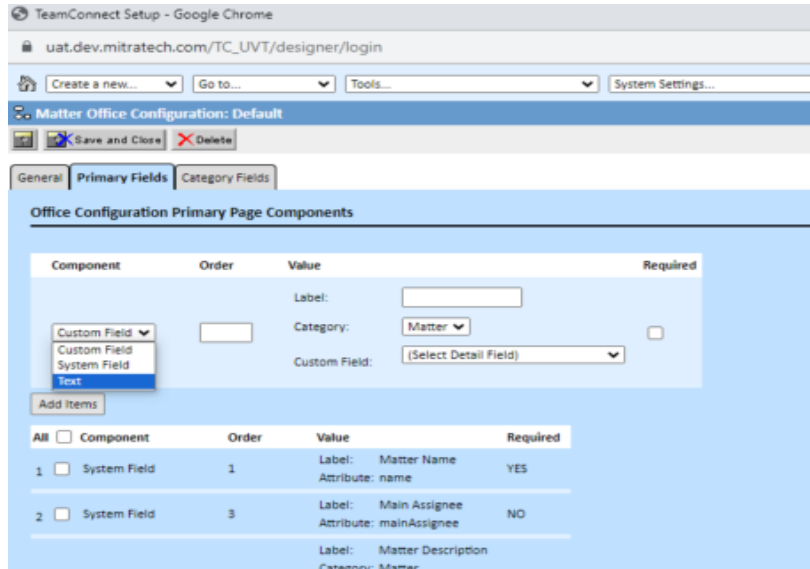 TeamConnect Setup - Google Chrome
uat.dev.mitratech.com/TC_UVT/designer/login
Create a new... Go to... Tools... System Settings...
Matter Office Configuration: Default
Save and Close Delete
General Primary Fields Category Fields
Office Configuration Primary Page Components
Component Order Value Required
Label:
Custom Field Category: Matter
Custom Field
System Field Custom Field: (Select Detail Field)
Text
Add Items
All Component Order Value Required
1 System Field 1 Label: Matter Name YES
Attribute: name
2 System Field 3 Label: Main Assignee NO
Attribute: mainAssignee
Label: Matter Description
Category: Matter